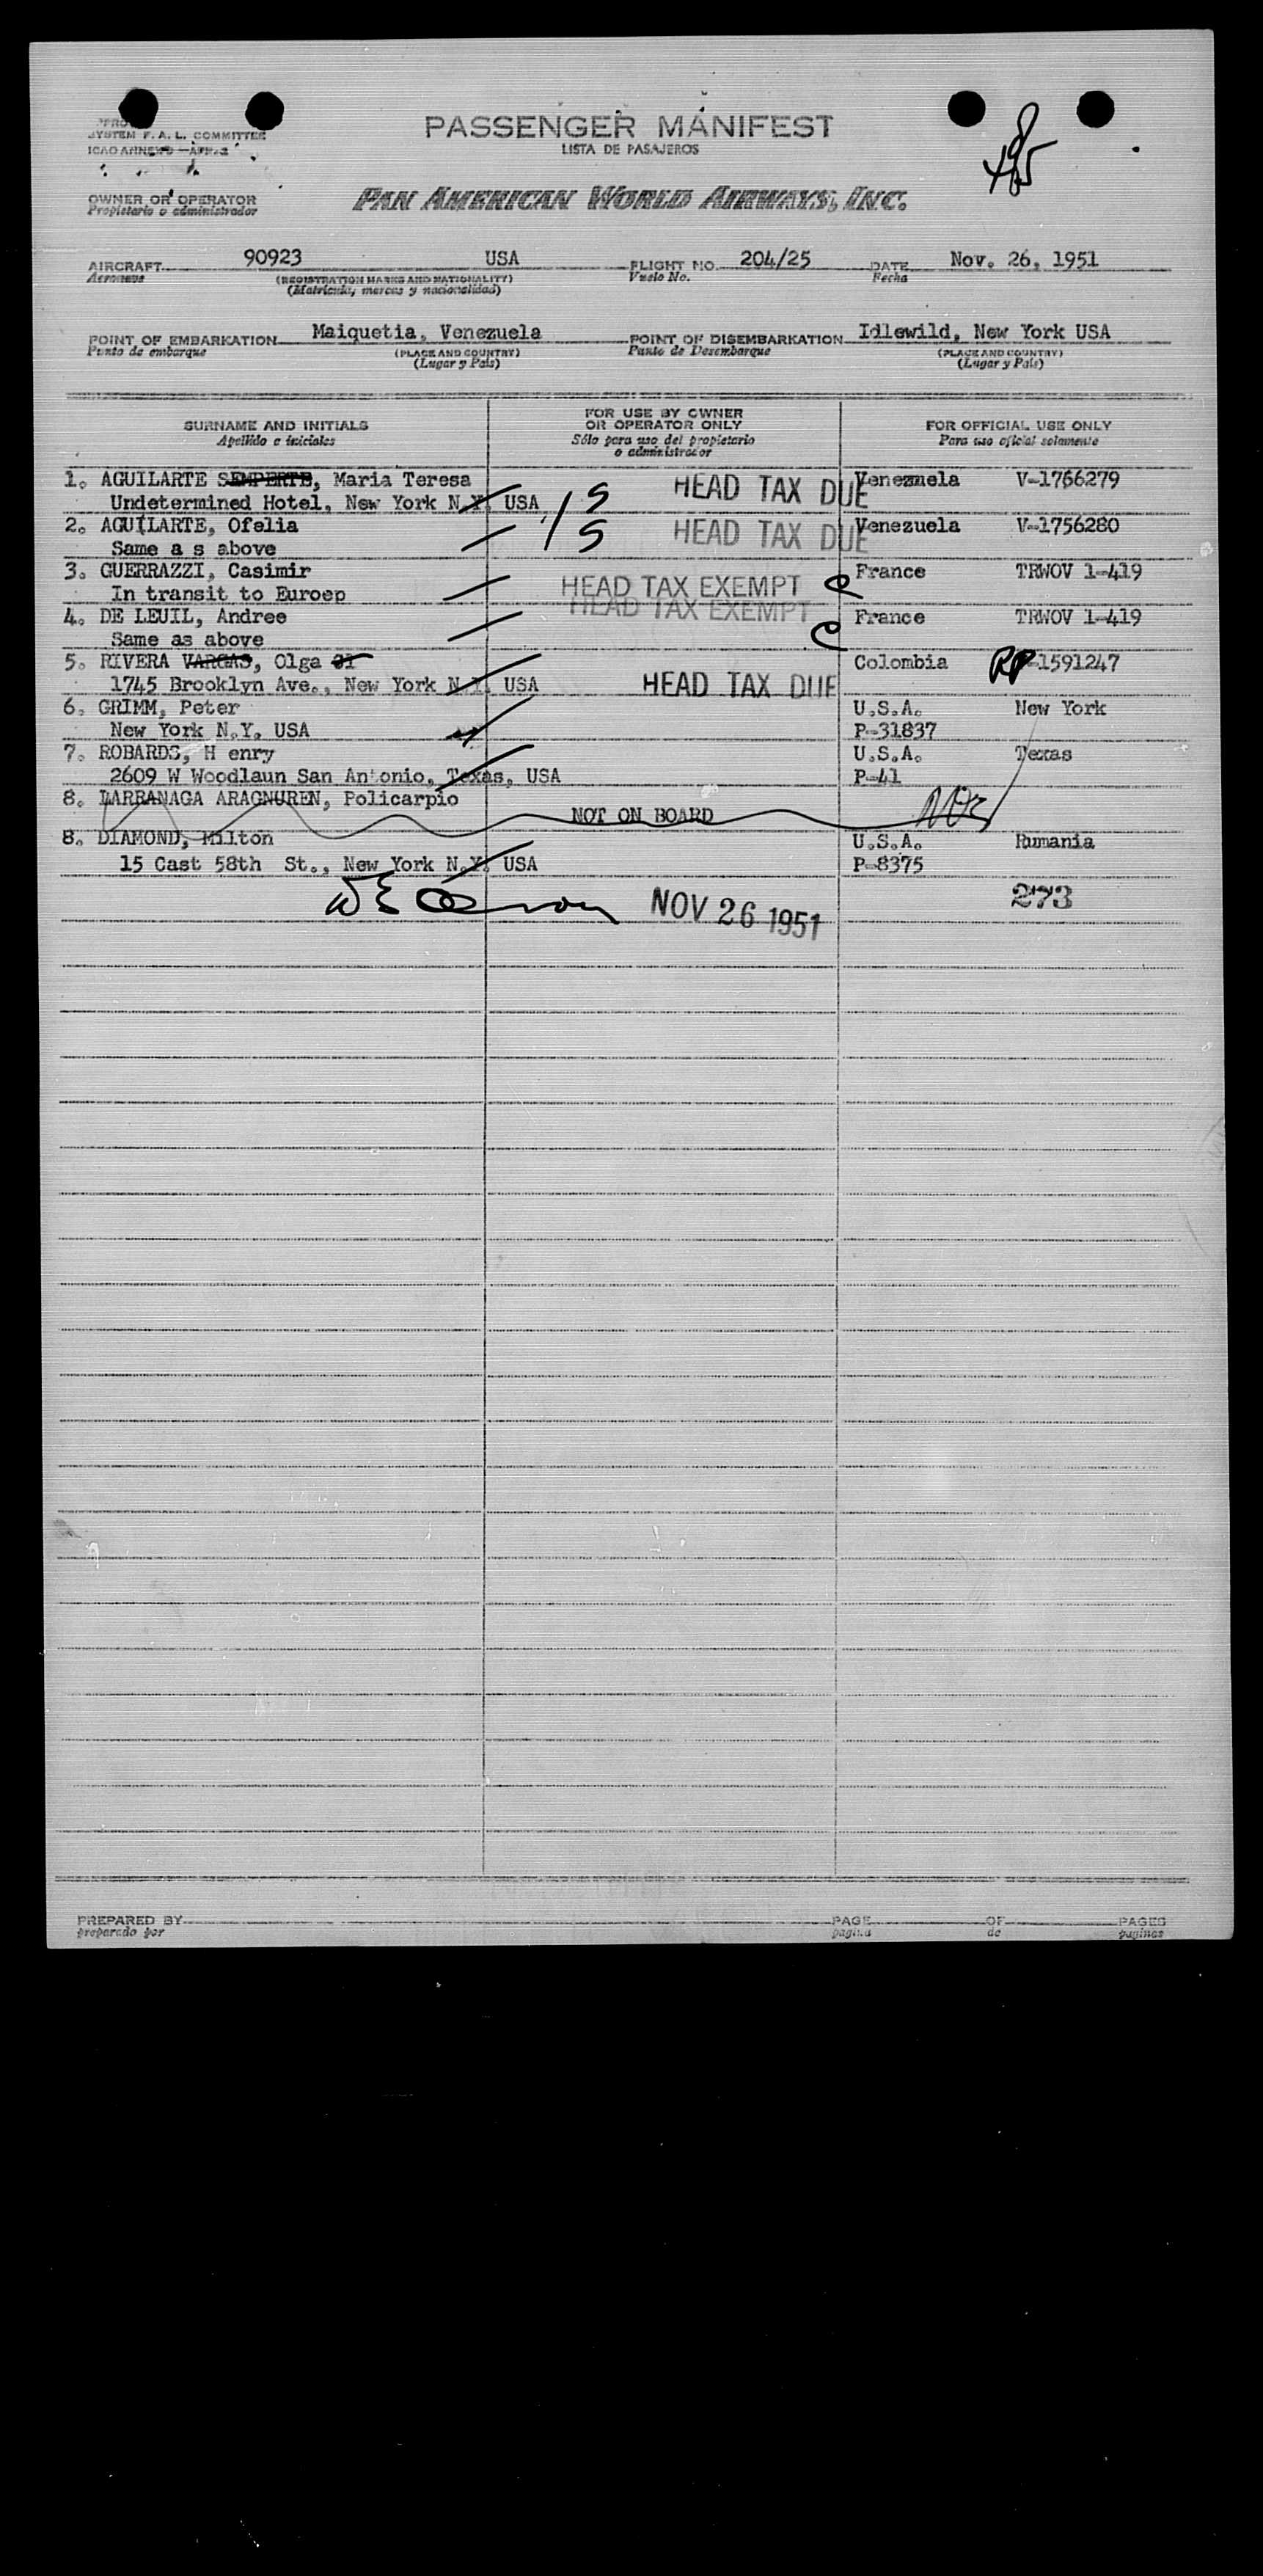 SYSTEM F. A. L. COMMITTEE
PASSENGER MANIFEST
LISTA DE PASAJEROS
OWNER OR OPERATOR
Propietario o administrador
PAN AMERICAN WORLD AIRWAYS, INC.
AIRCRAFT 90923 USA FLIGHT NO. 204/25 DATE Nov. 26, 1951
Aeronave (REGISTRATION MARKS AND NATIONALITY) Vuelo No. Fecha
(Matricula, marcas y nacionalidad)
POINT OF EMBARKATION Maiquetia, Venezuela POINT OF DISEMBARKATION Idlewild, New York USA
Punto de embarque (PLACE AND COUNTRY) Punto de Desembarque (PLACE AND COUNTRY)
(Lugar y País) (Lugar y País)
SURNAME AND INITIALS
Apellido e iniciales
FOR USE BY OWNER
OR OPERATOR ONLY
Sólo para uso del propietario
o administrador
FOR OFFICIAL USE ONLY
Para uso oficial solamente
1. AGUILARTE SEMPERTE, Maria Teresa HEAD TAX DUE Venezuela V-1766279
Undetermined Hotel, New York N.Y. USA
2. AGUILARTE, Ofelia HEAD TAX DUE Venezuela V-1756280
Same a s above
3. GUERRAZZI, Casimir HEAD TAX EXEMPT C France TRWOV 1-419
In transit to Euroep
4. DE LEUIL, Andree HEAD TAX EXEMPT C France TRWOV 1-419
Same as above
5. RIVERA VARGAS, Olga Colombia RP-1591247
1745 Brooklyn Ave., New York N.Y. USA HEAD TAX DUE
6. GRIMM, Peter U.S.A. New York
New York N.Y. USA P-31837
7. ROBARDS, H enry U.S.A. Texas
2609 W Woodlaun San Antonio, Texas, USA P-41
8. LARRANAGA ARAGNUREN, Policarpio
NOT ON BOARD
8. DIAMOND, Milton U.S.A. Rumania
15 Cast 58th St., New York N.Y. USA P-8375
NOV 26 1951 273
PREPARED BY PAGE OF PAGES
preparado por pagina de paginas